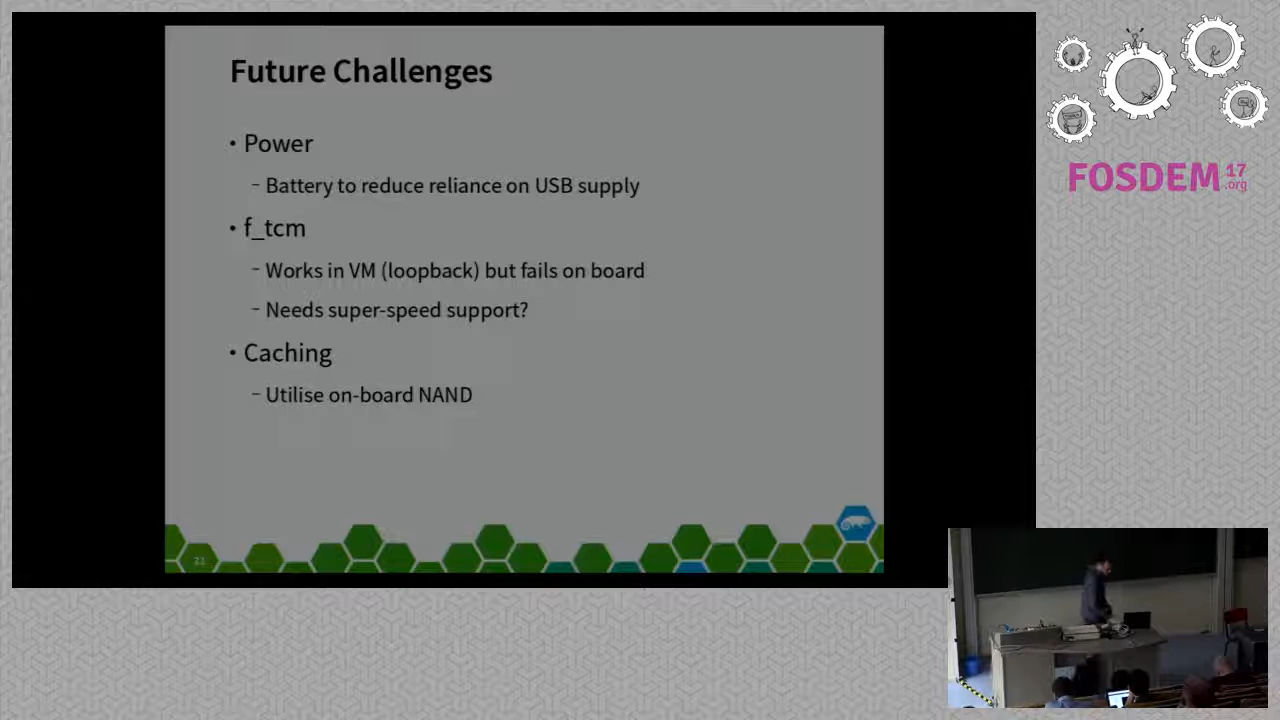 Future Challenges
• Power
– Battery to reduce reliance on USB supply
• f_tcm
– Works in VM (loopback) but fails on board
– Needs super-speed support?
• Caching
– Utilise on-board NAND
21
FOSDEM 17
.org